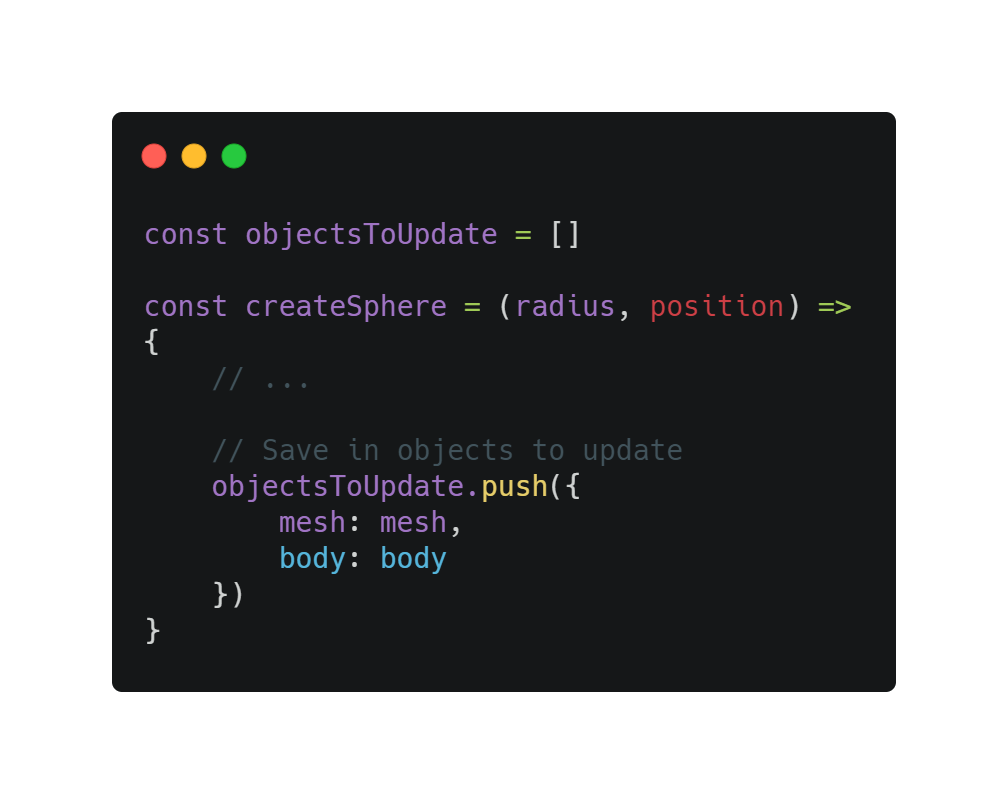 const objectsToUpdate = []
const createSphere = (radius, position) =>
{
    // ...
    // Save in objects to update
    objectsToUpdate.push({
        mesh: mesh,
        body: body
    })
}